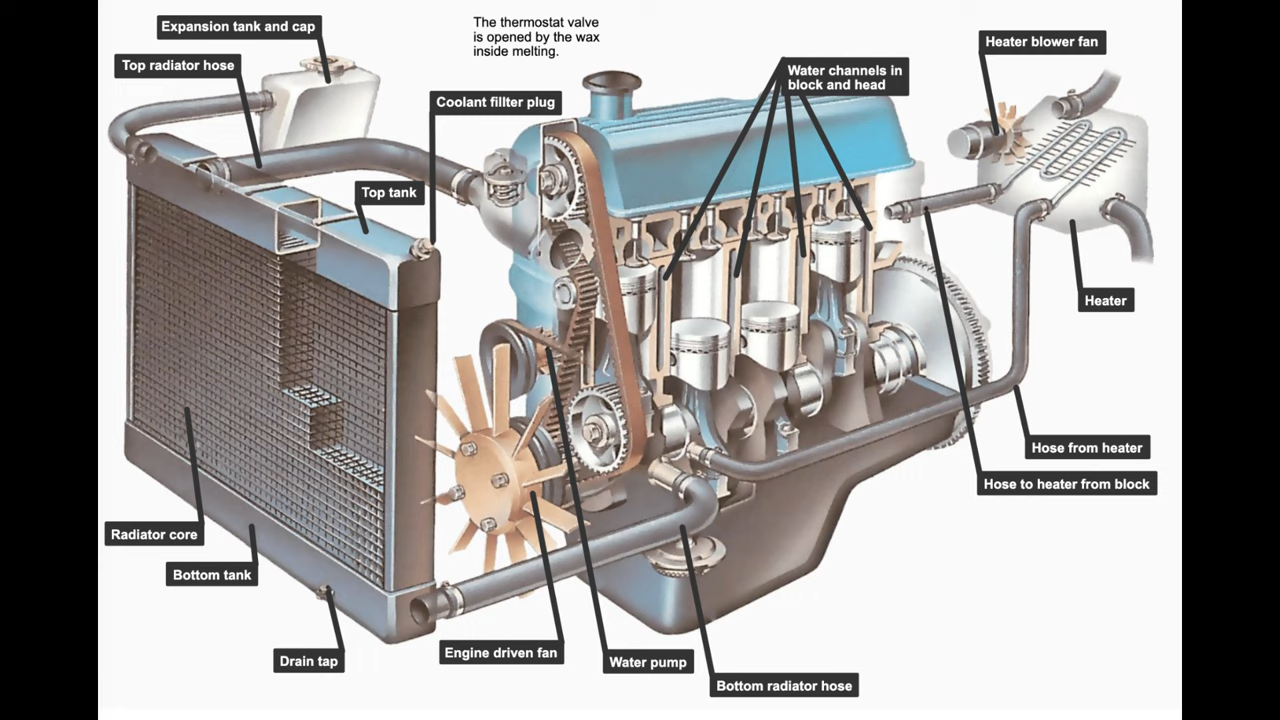 Expansion tank and cap
The thermostat valve
is opened by the wax
inside melting.
Heater blower fan
Top radiator hose
Water channels in
block and head
Coolant fillter plug
Top tank
Heater
Hose from heater
Hose to heater from block
Radiator core
Bottom tank
Engine driven fan
Drain tap
Water pump
Bottom radiator hose